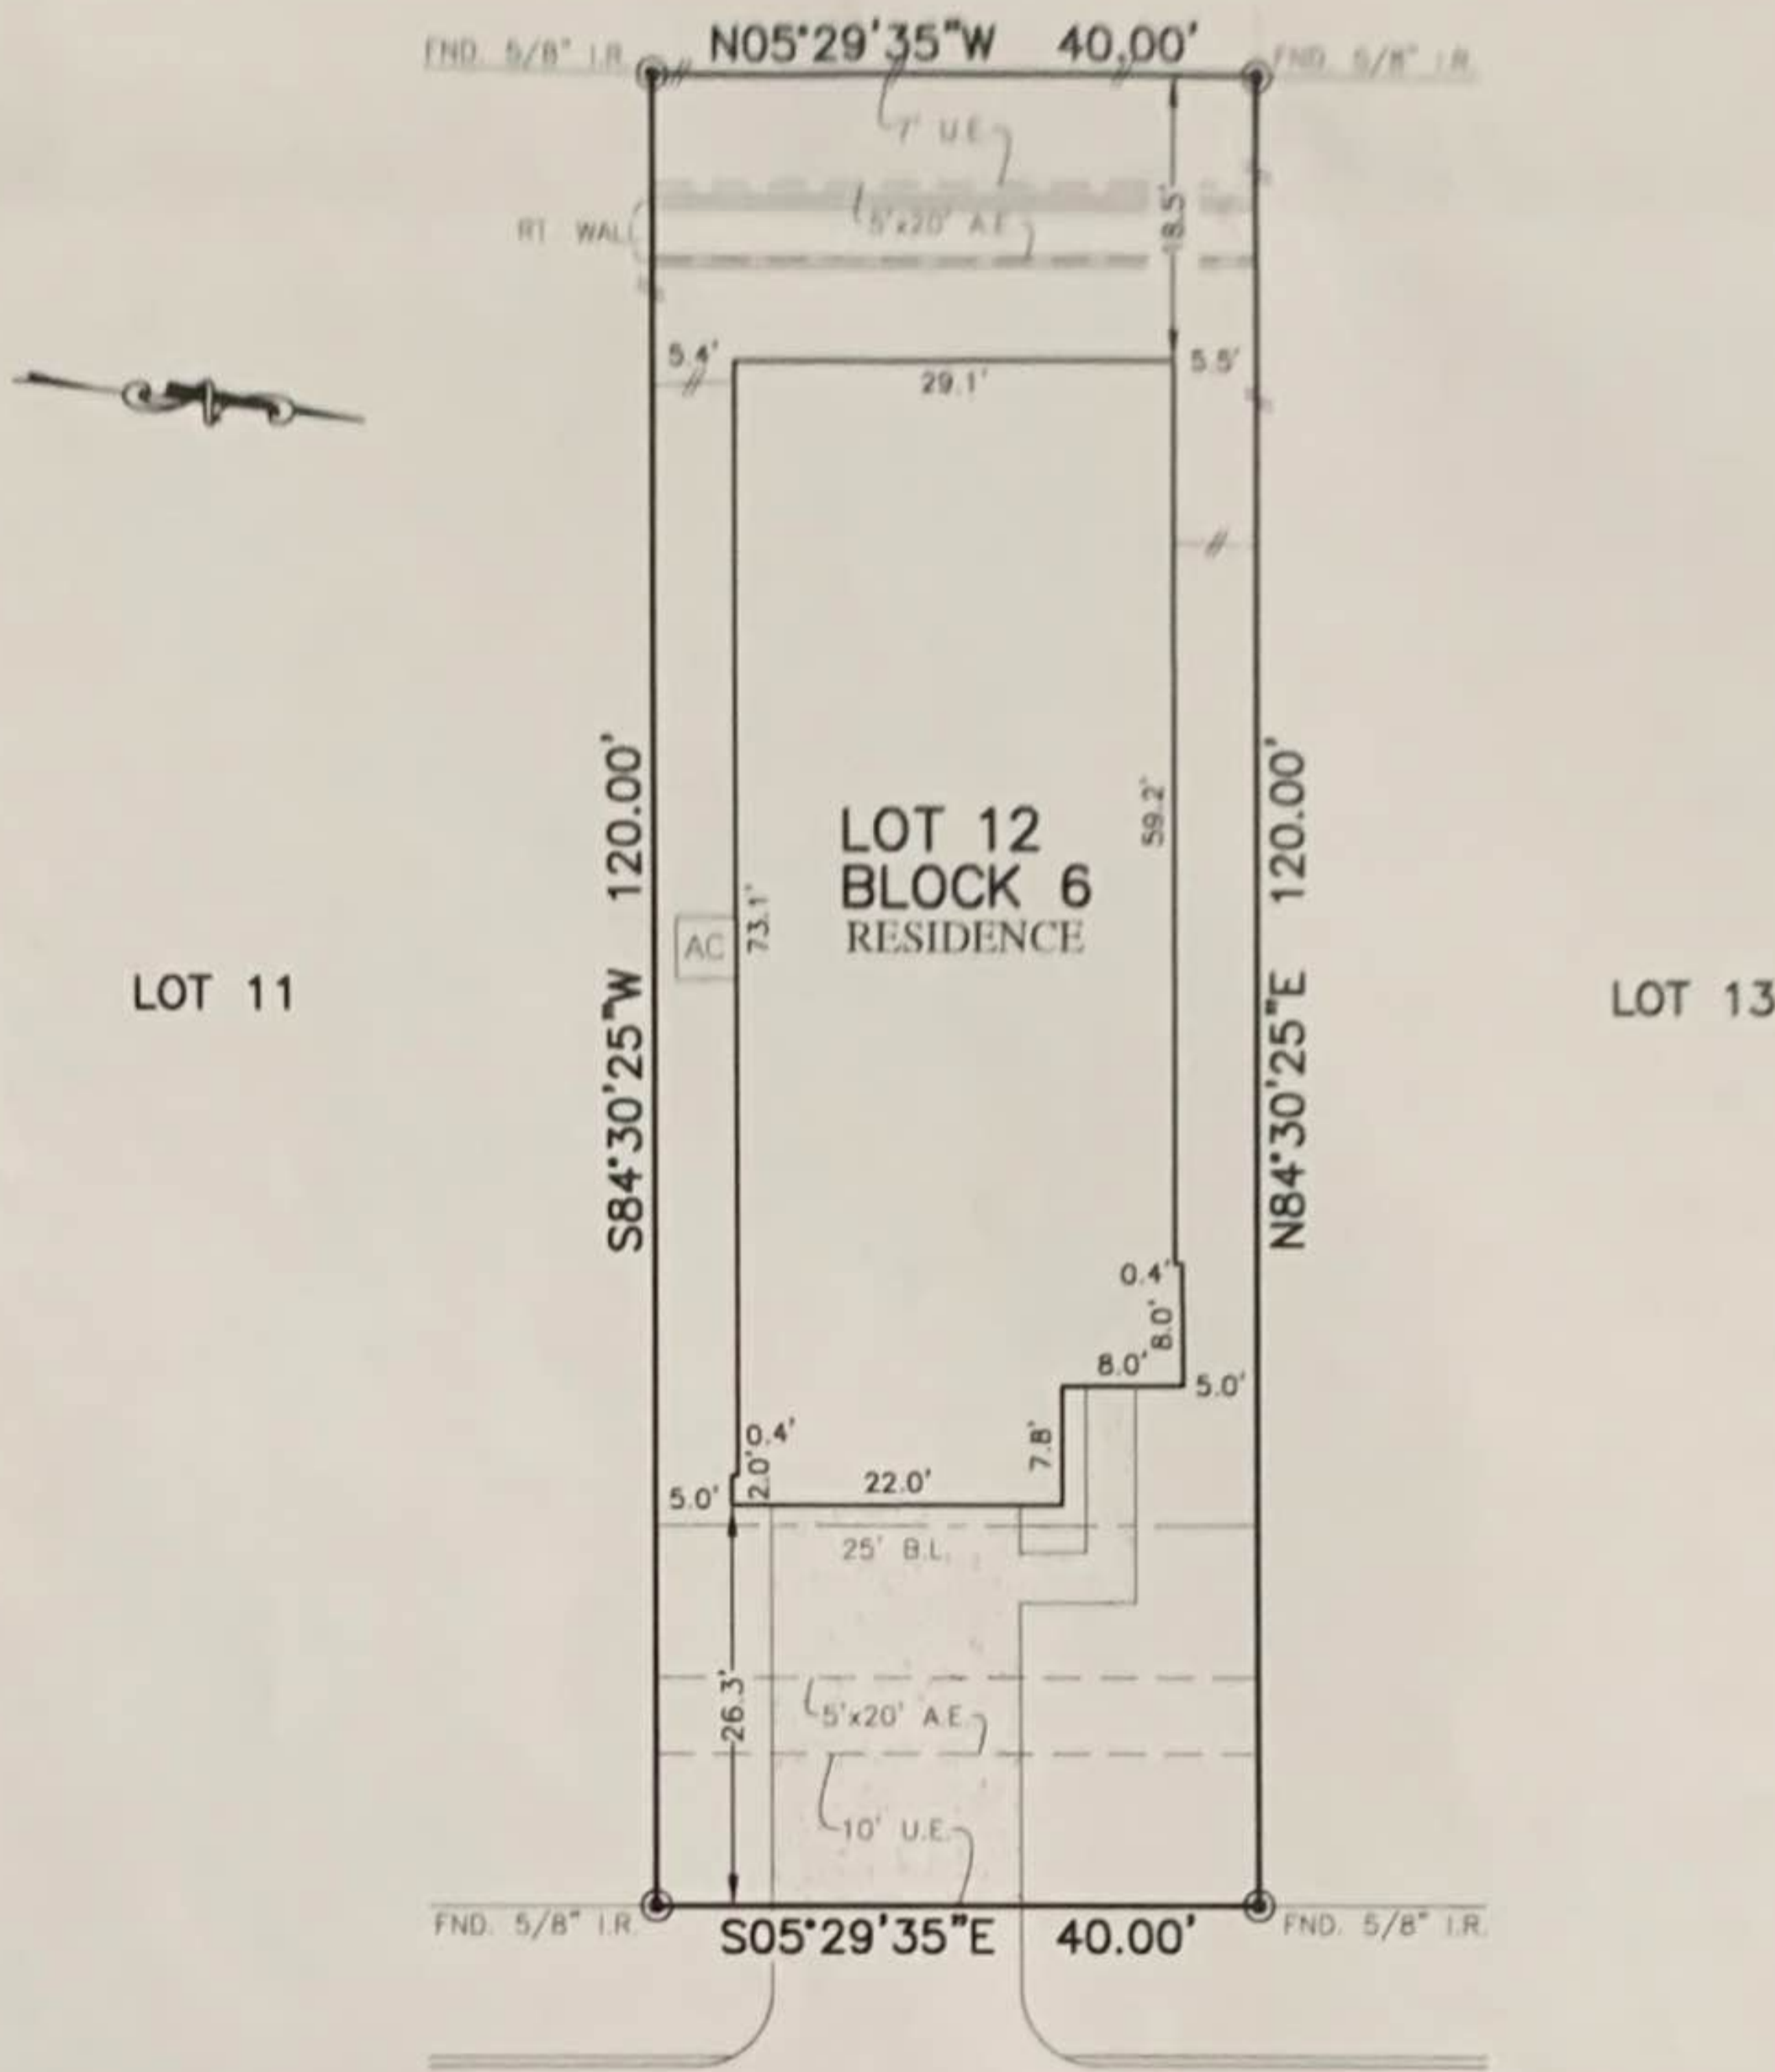 N05°29'35"W 40.00'
FND. 5/8" I.R.
FND. 5/8" I.R.
7' U.E.
18.5'
5'x20' A.E.
RT WAL
5.4'
29.1'
5.5'
S84°30'25"W 120.00'
73.1'
59.2'
N84°30'25"E 120.00'
LOT 12
BLOCK 6
RESIDENCE
AC
LOT 11
LOT 13
0.4'
8.0'
8.0'
5.0'
0.4'
2.0'
7.8'
22.0'
5.0'
25' B.L.
26.3'
5'x20' A.E.
10' U.E.
FND. 5/8" I.R.
S05°29'35"E 40.00'
FND. 5/8" I.R.